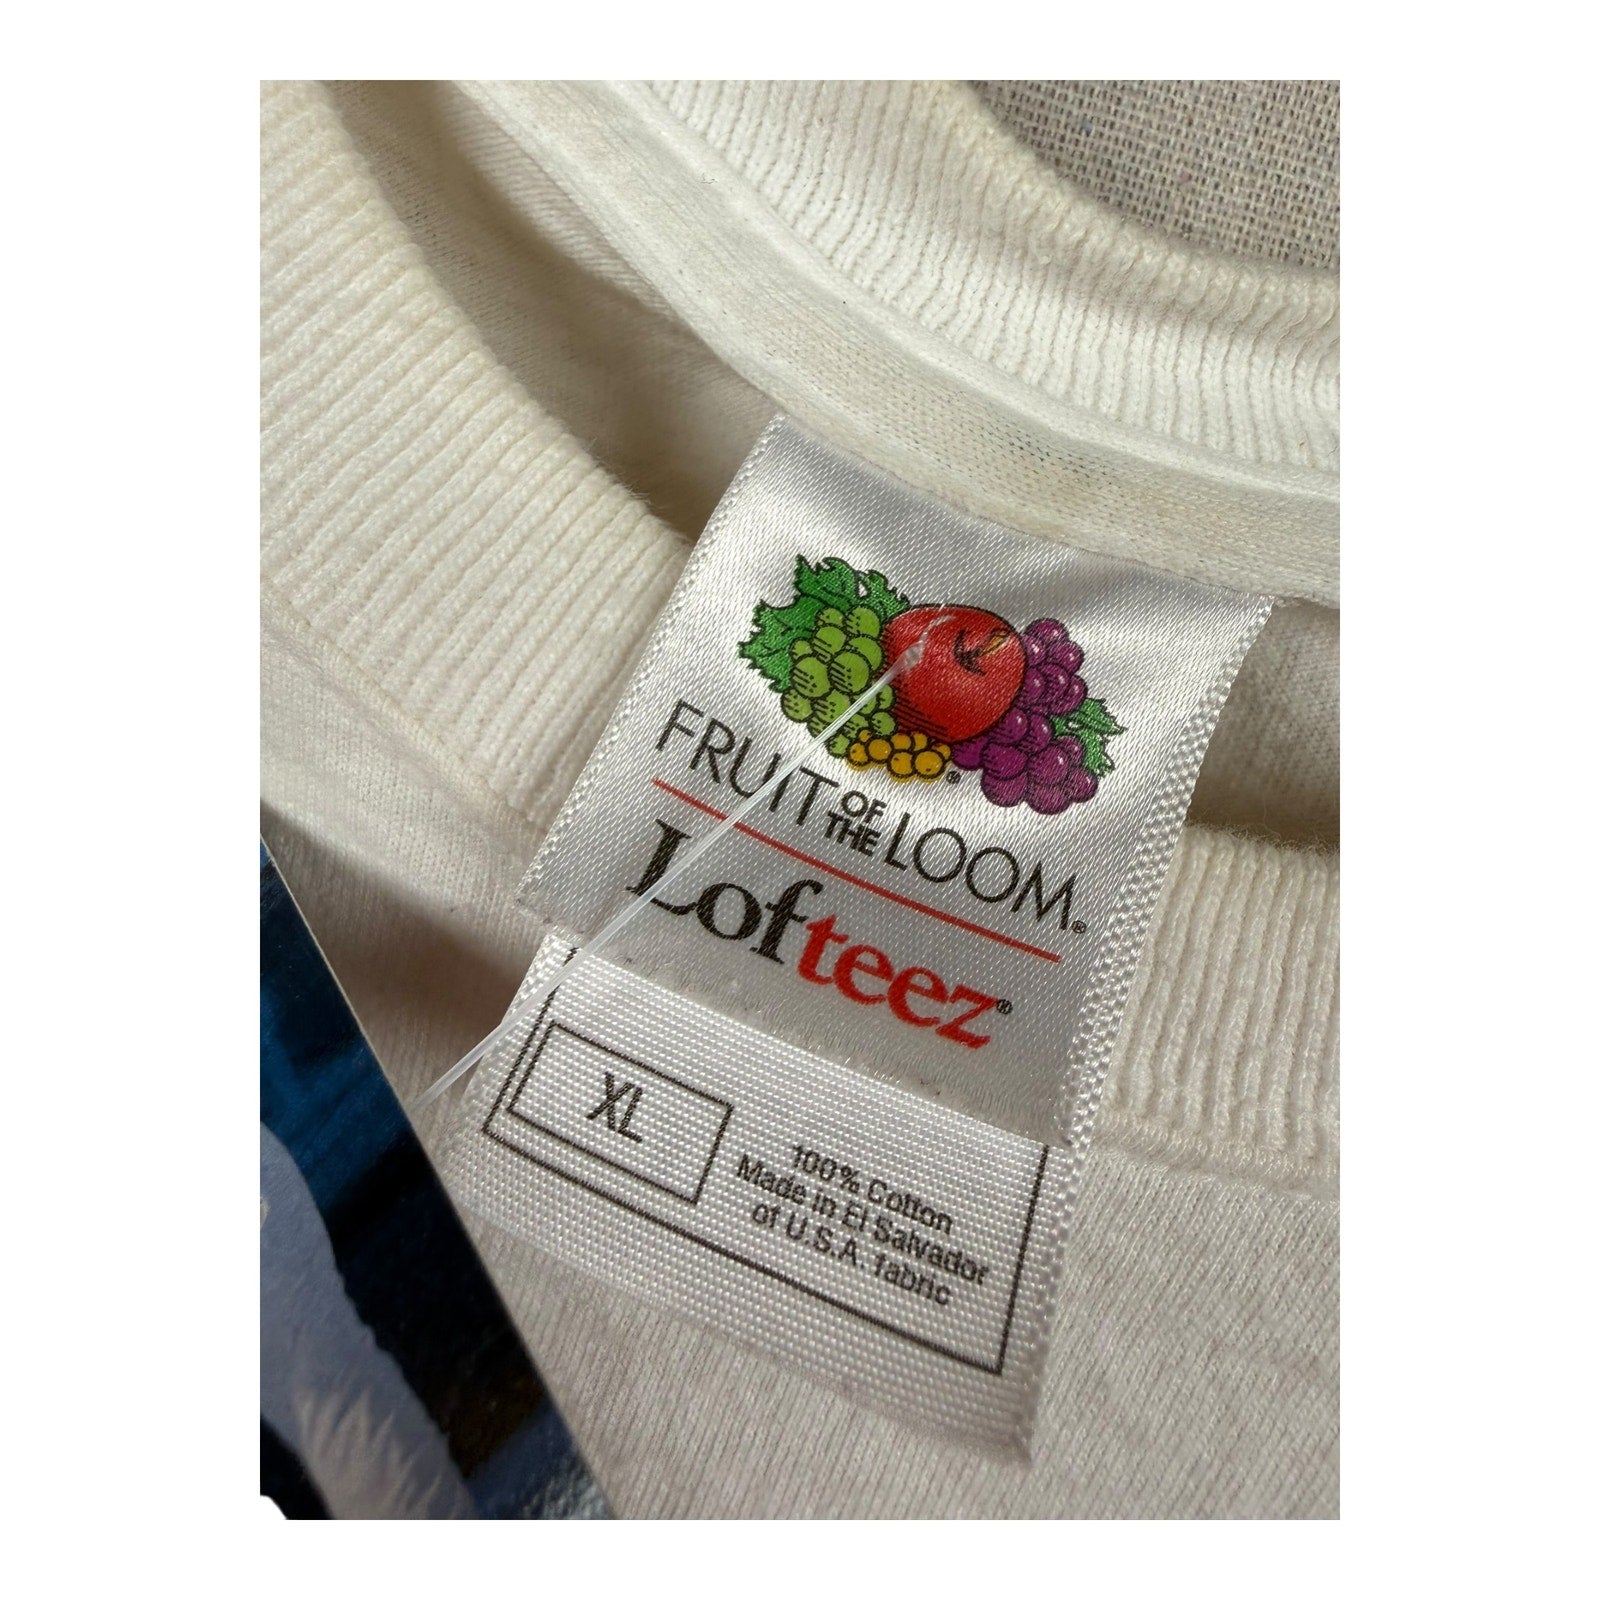 FRUIT OF THE LOOM®
Lofteez®
XL
100% Cotton
Made in El Salvador
of U.S.A. fabric